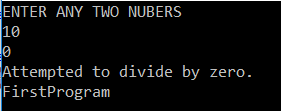 ENTER ANY TWO NUBERS
10
0
Attempted to divide by zero.
FirstProgram